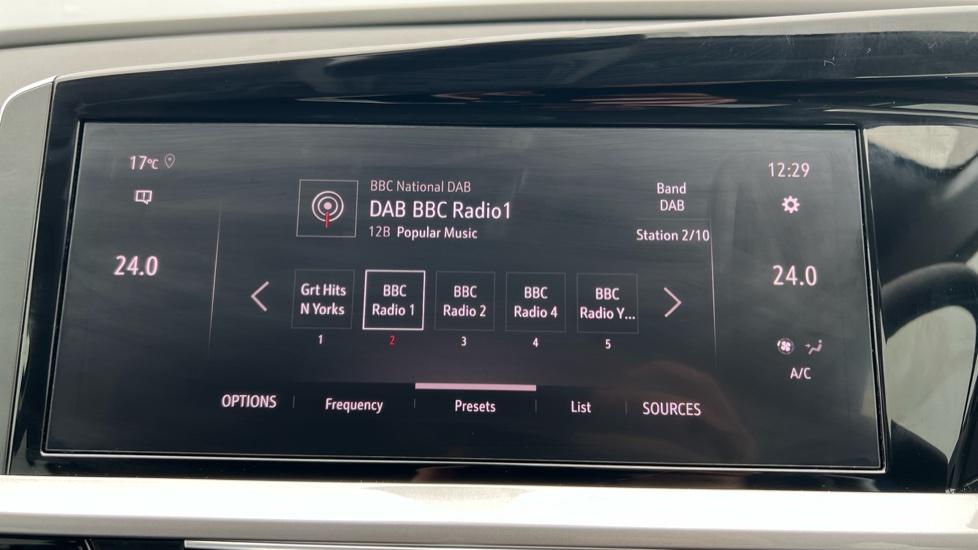 17°C
24.0
BBC National DAB
DAB BBC Radio1
12B Popular Music
Band
DAB
Station 2/10
12:29
24.0
A/C
Grt Hits
N Yorks
1
BBC
Radio 1
2
BBC
Radio 2
3
BBC
Radio 4
4
BBC
Radio Y...
5
OPTIONS
Frequency
Presets
List
SOURCES